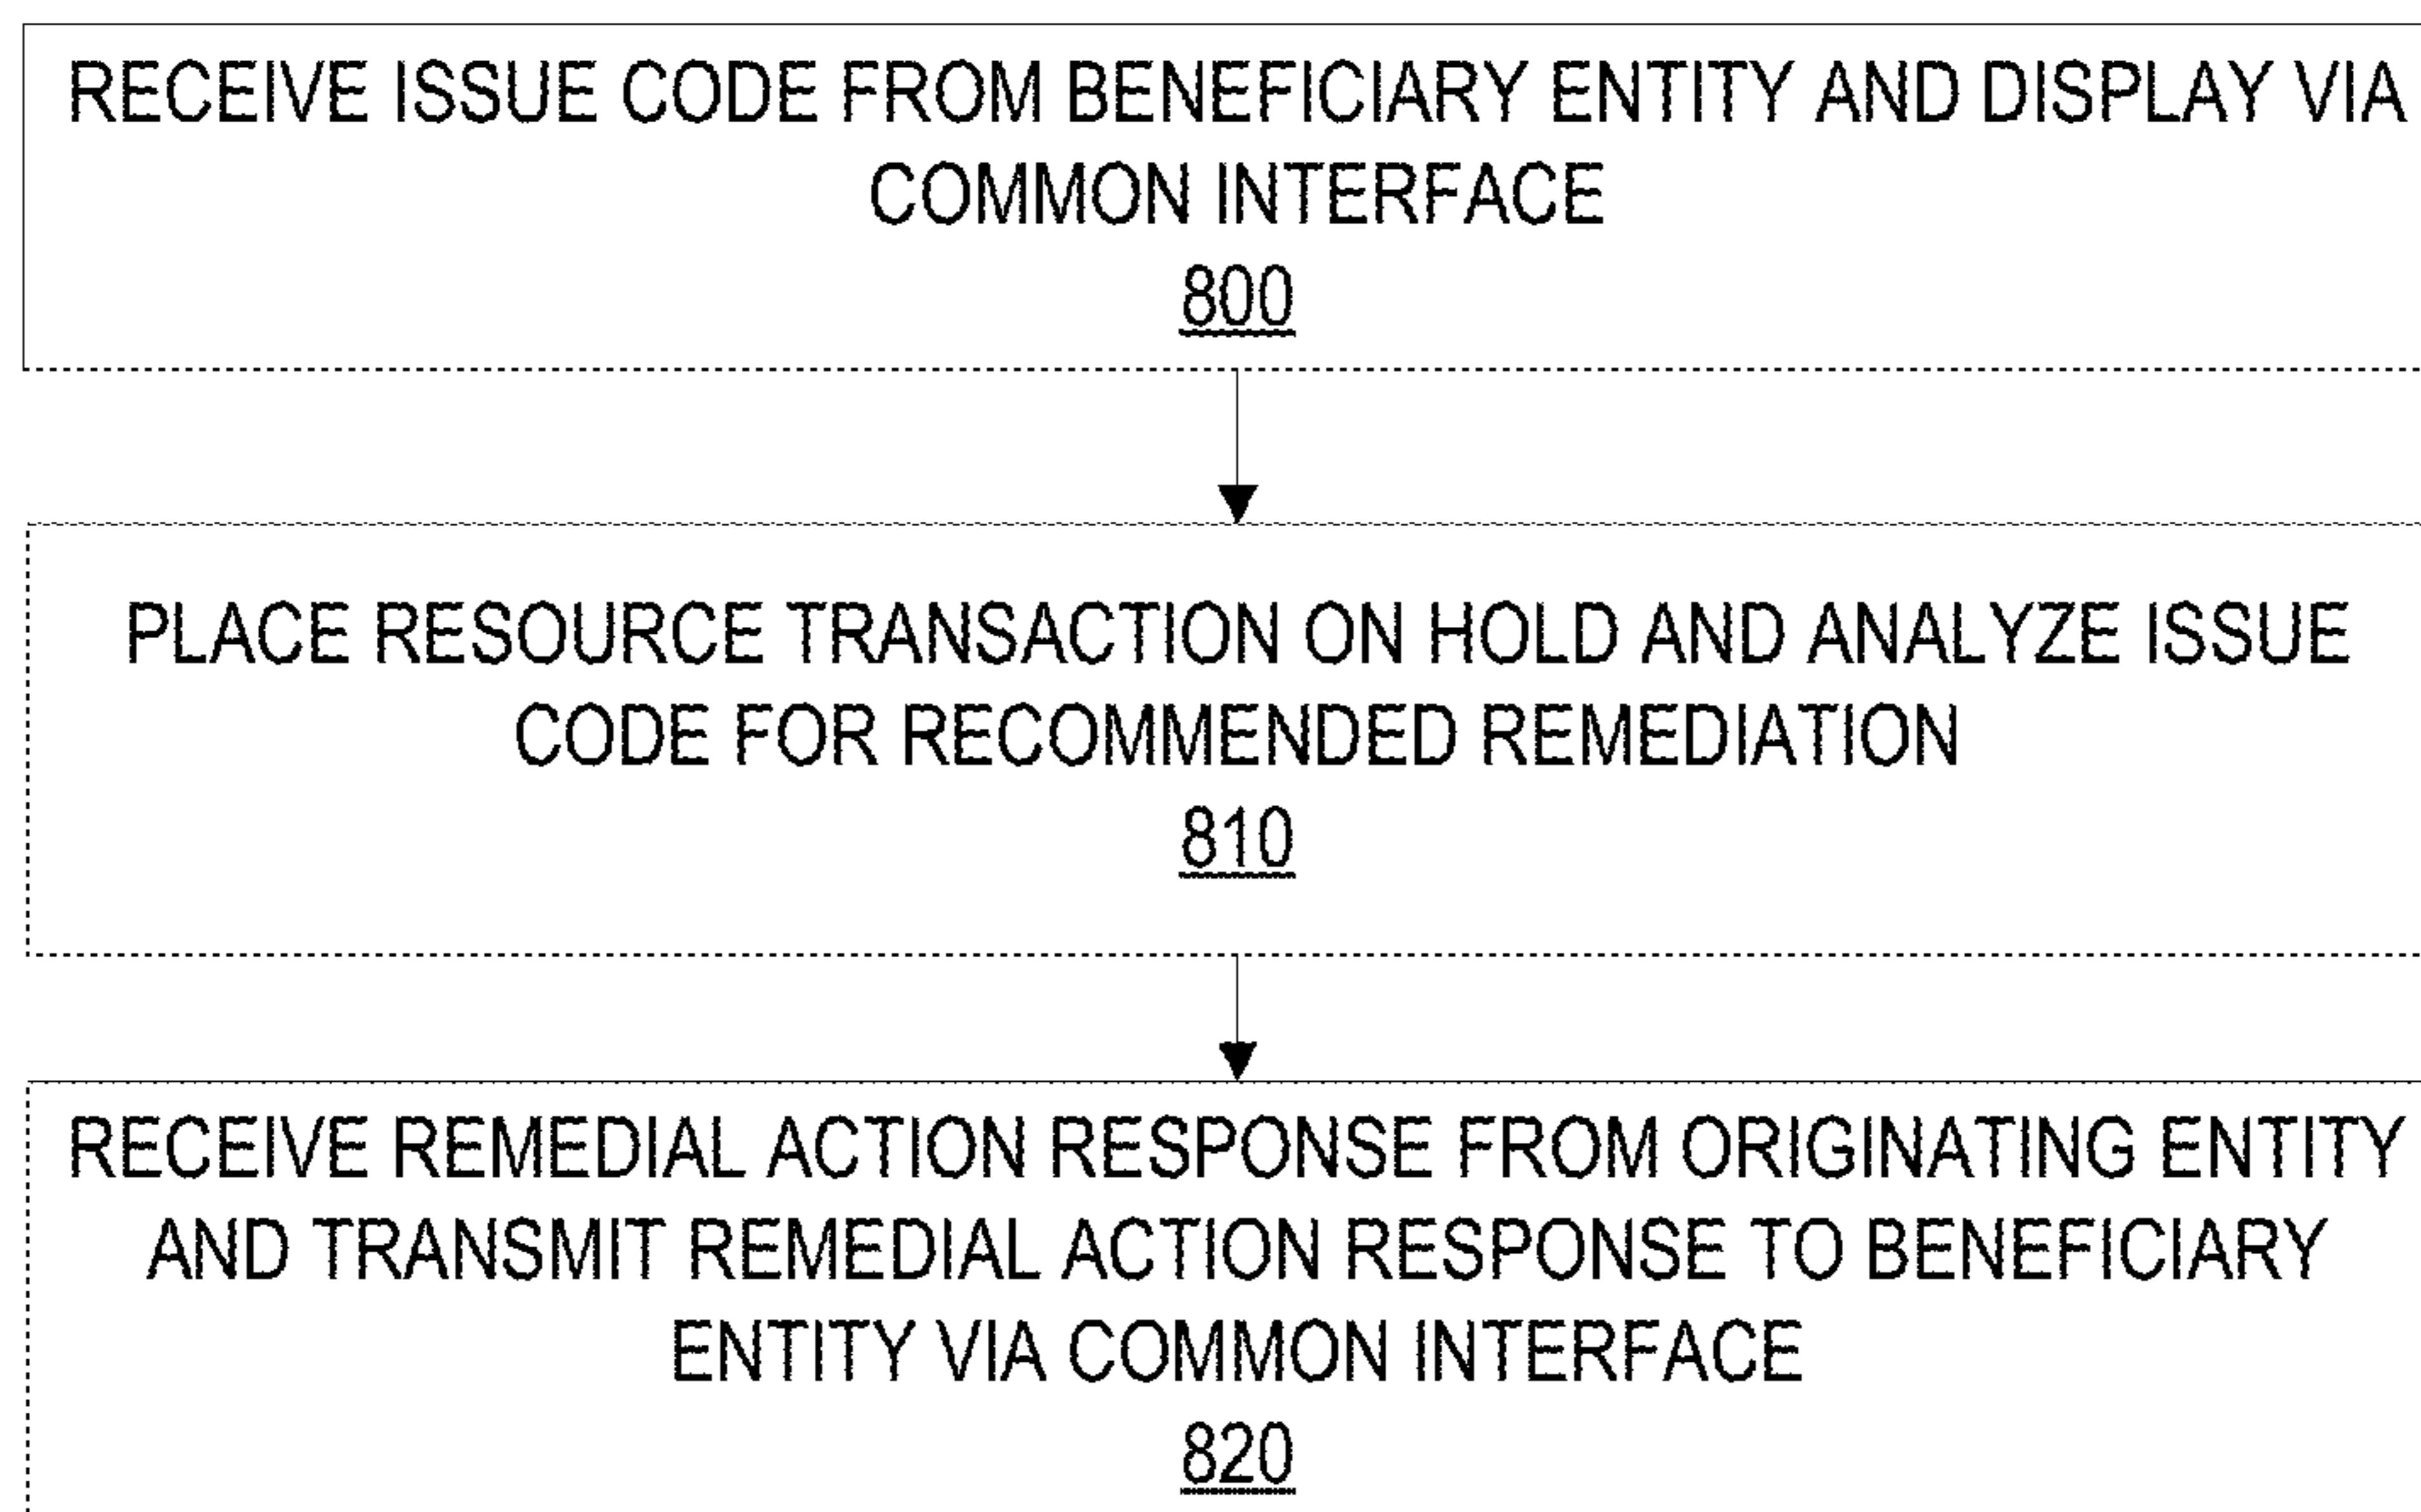 RECEIVE ISSUE CODE FROM BENEFICIARY ENTITY AND DISPLAY VIA
COMMON INTERFACE
800
PLACE RESOURCE TRANSACTION ON HOLD AND ANALYZE ISSUE
CODE FOR RECOMMENDED REMEDIATION
810
RECEIVE REMEDIAL ACTION RESPONSE FROM ORIGINATING ENTITY
AND TRANSMIT REMEDIAL ACTION RESPONSE TO BENEFICIARY
ENTITY VIA COMMON INTERFACE
820